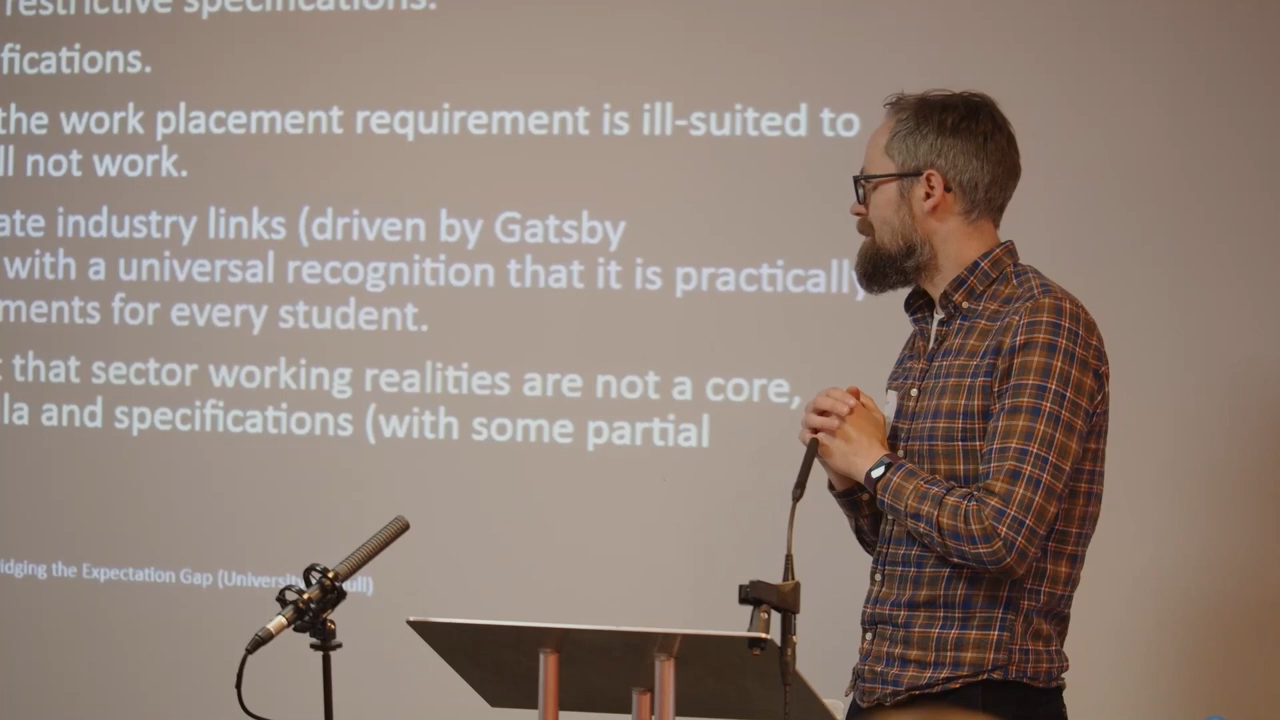 restrictive specifications.
fications.
the work placement requirement is ill-suited to
ll not work.
ate industry links (driven by Gatsby
with a universal recognition that it is practically
ments for every student.
that sector working realities are not a core,
la and specifications (with some partial
idging the Expectation Gap (University ull)